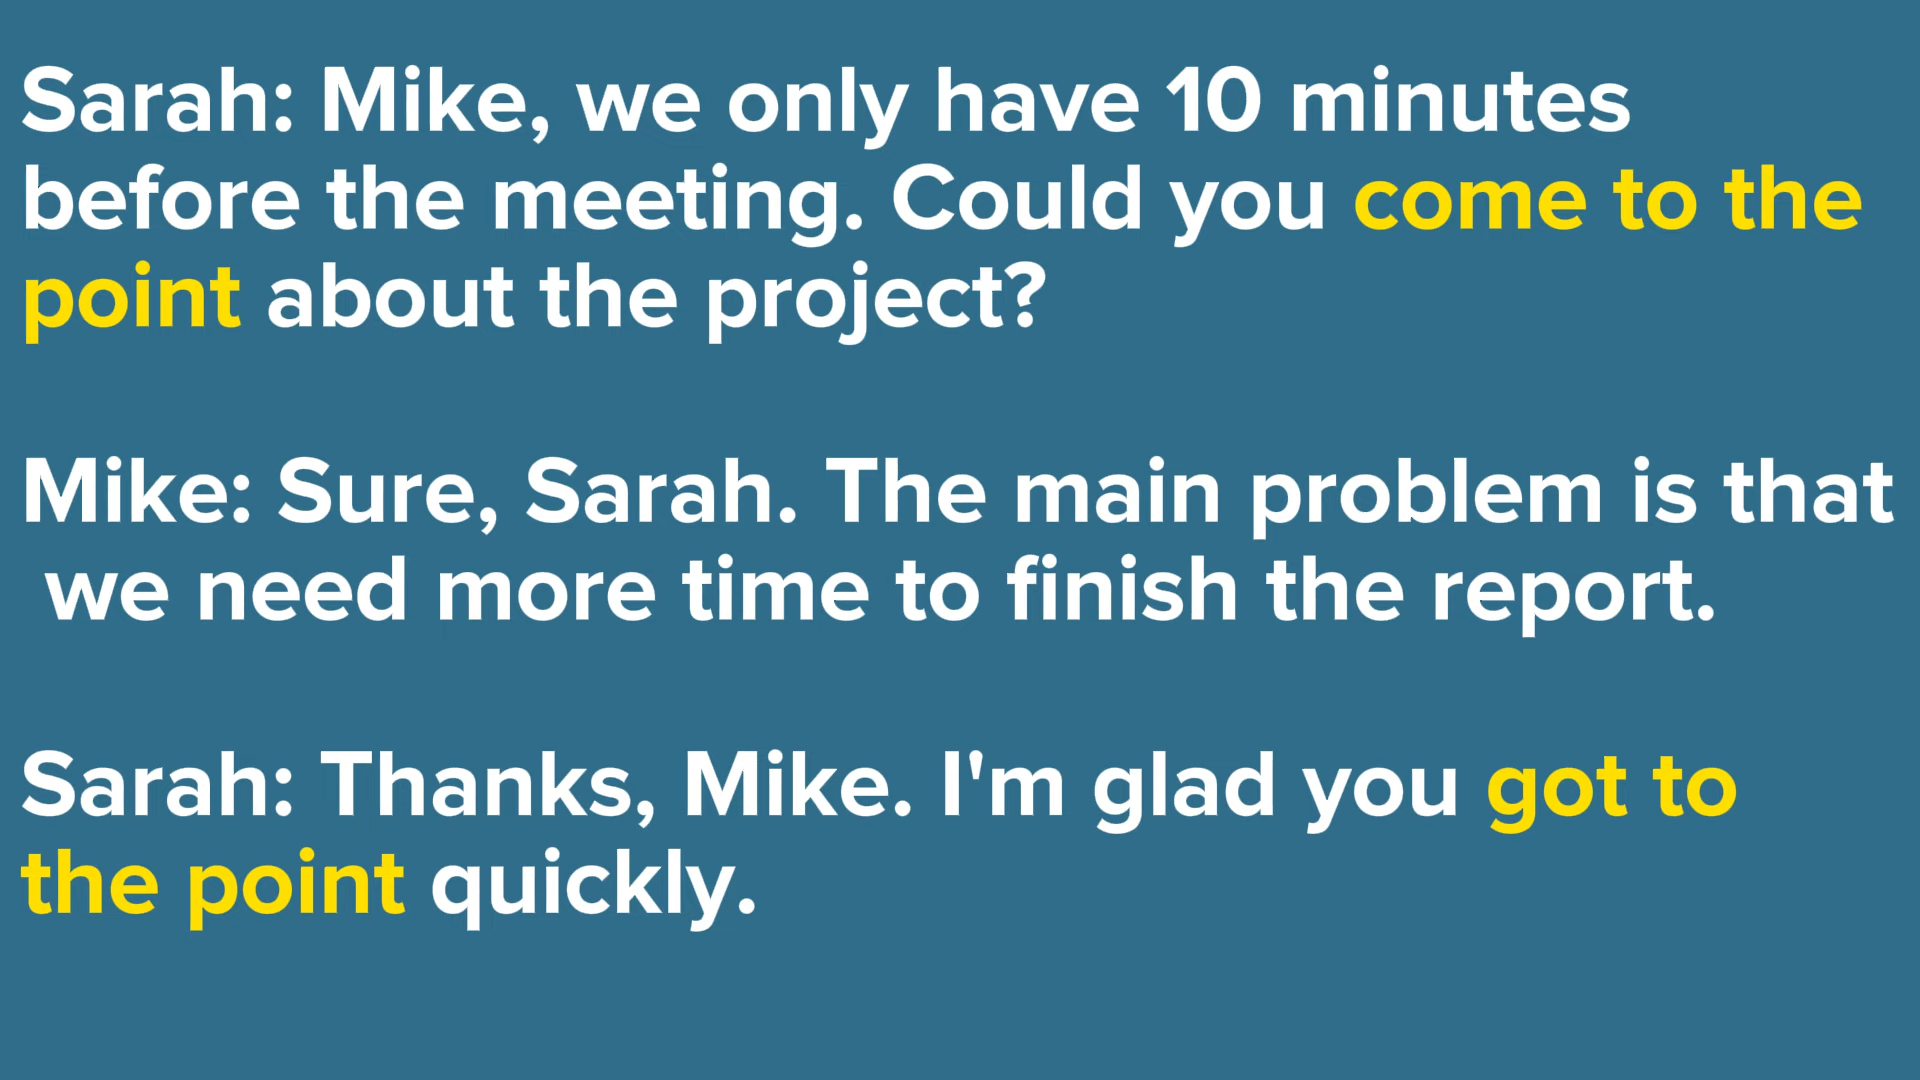 Sarah: Mike, we only have 10 minutes
before the meeting. Could you come to the
point about the project?
Mike: Sure, Sarah. The main problem is that
we need more time to finish the report.
Sarah: Thanks, Mike. I'm glad you got to
the point quickly.